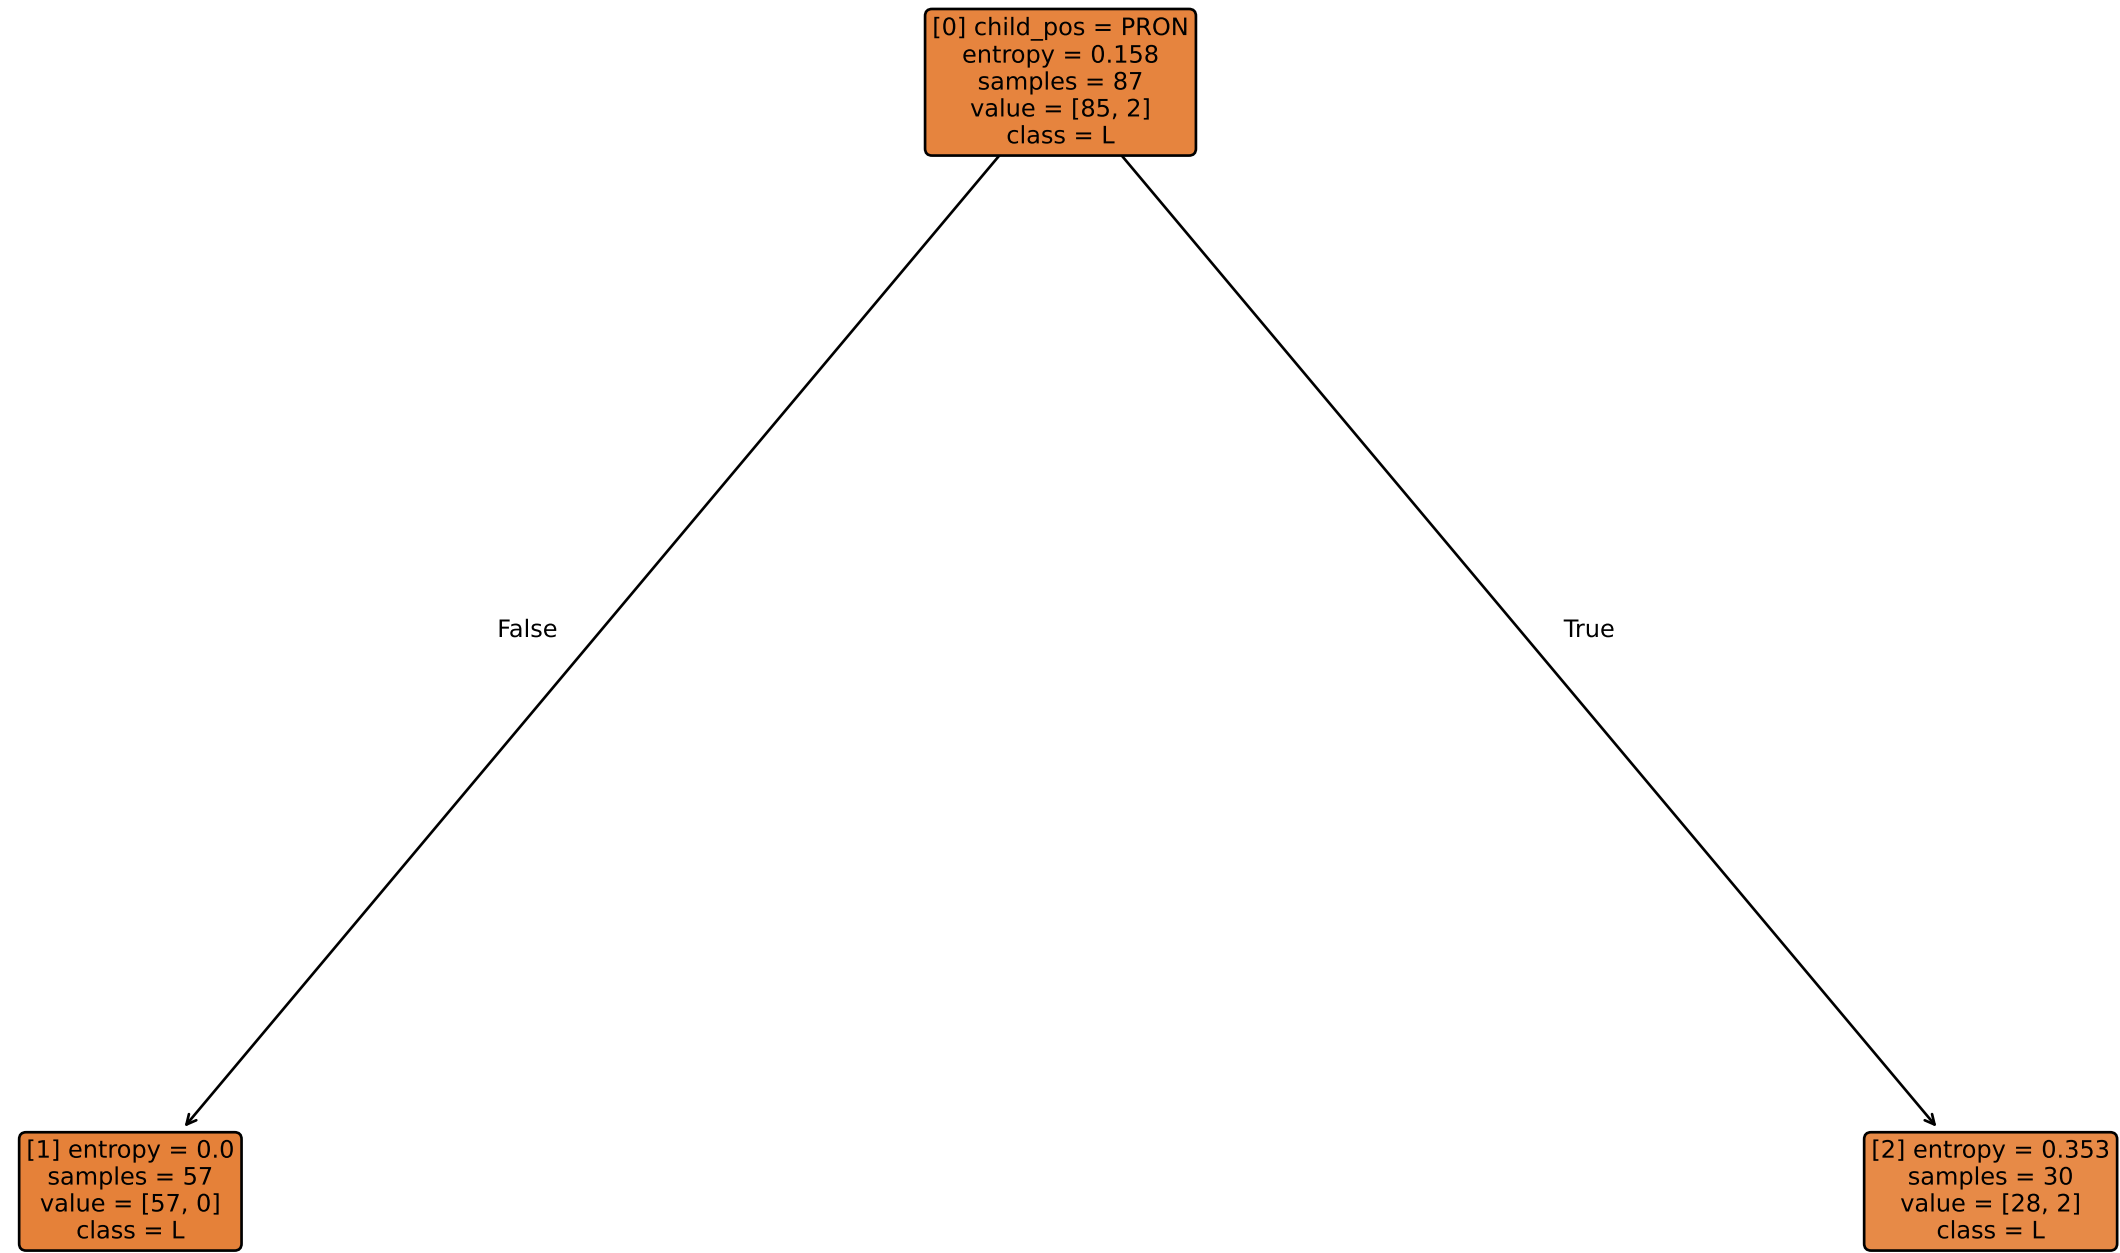 [0] child_pos = PRON
entropy = 0.158
samples = 87
value = [85, 2]
class = L
False
True
[1] entropy = 0.0
samples = 57
value = [57, 0]
class = L
[2] entropy = 0.353
samples = 30
value = [28, 2]
class = L